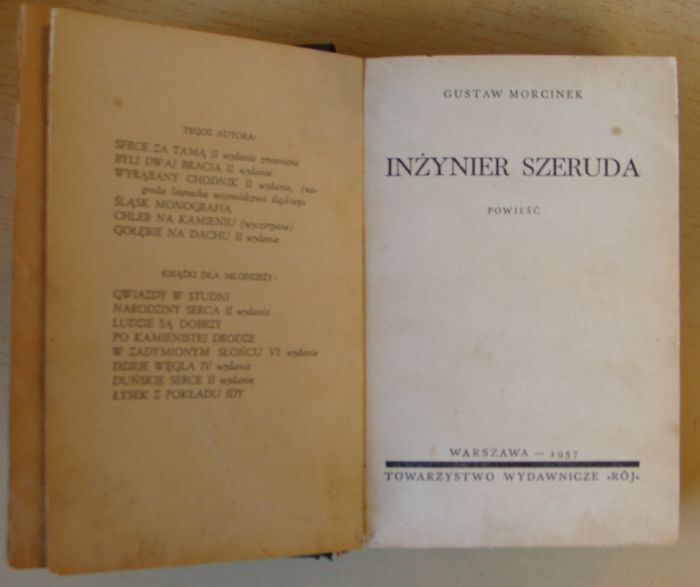 TEGOŻ AUTORA:
SERCE ZA TAMĄ II wydanie zmienione
BYLI DWAJ BRACIA II wydanie
WYRĄBANY CHODNIK II wydanie, (na-
groda literacka województwa śląskiego
ŚLĄSK MONOGRAFIA
CHLEB NA KAMIENIU (wyczerpane)
GOŁĘBIE NA DACHU II wydanie
KSIĄŻKI DLA MŁODZIEŻY:
GWIAZDY W STUDNI
NARODZINY SERCA II wydanie
LUDZIE SĄ DOBRZY
PO KAMIENISTEJ DRODZE
W ZADYMIONYM SŁOŃCU VI wydanie
DZIEJE WĘGLA IV wydanie
DUŃSKIE SERCE II wydanie
ŁYSEK Z POKŁADU IDY
GUSTAW MORCINEK
INŻYNIER SZERUDA
POWIEŚĆ
WARSZAWA — 1937
TOWARZYSTWO WYDAWNICZE »RÓJ«